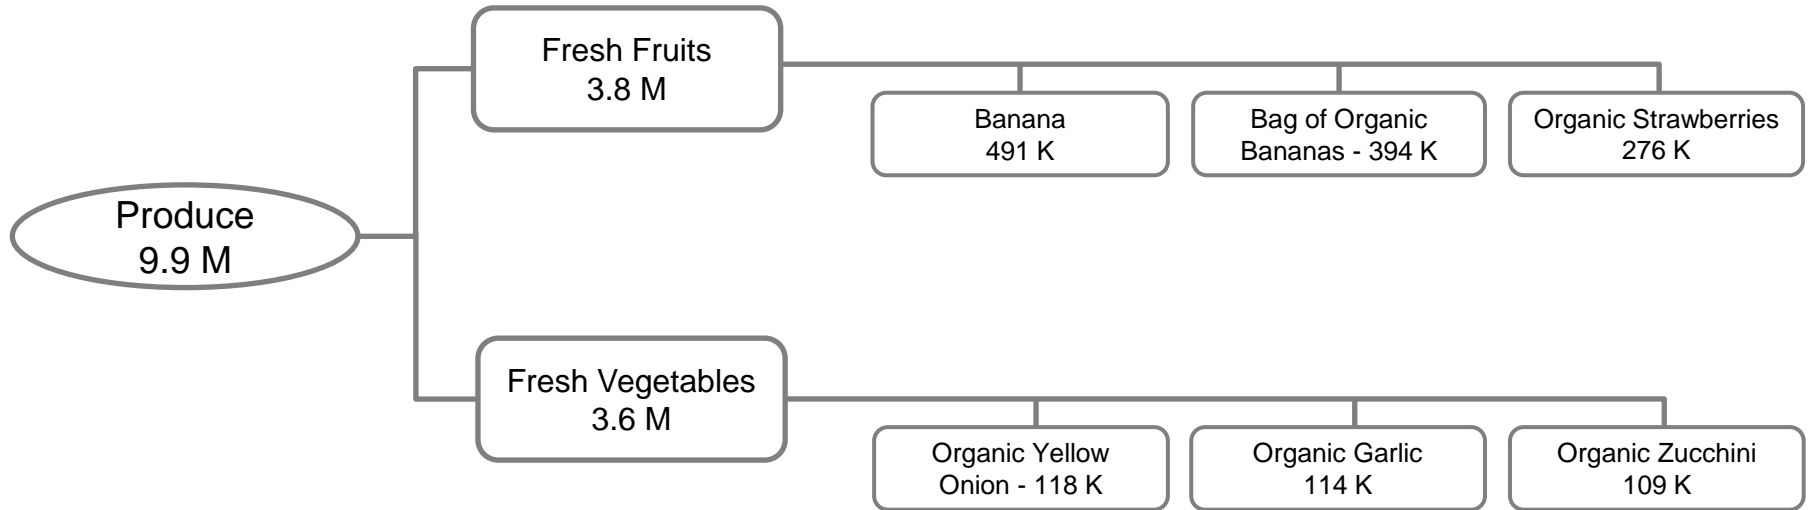 Produce
9.9 M
Fresh Fruits
3.8 M
Banana
491 K
Bag of Organic
Bananas - 394 K
Organic Strawberries
276 K
Fresh Vegetables
3.6 M
Organic Yellow
Onion - 118 K
Organic Garlic
114 K
Organic Zucchini
109 K